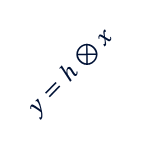 y = h ⊕ x